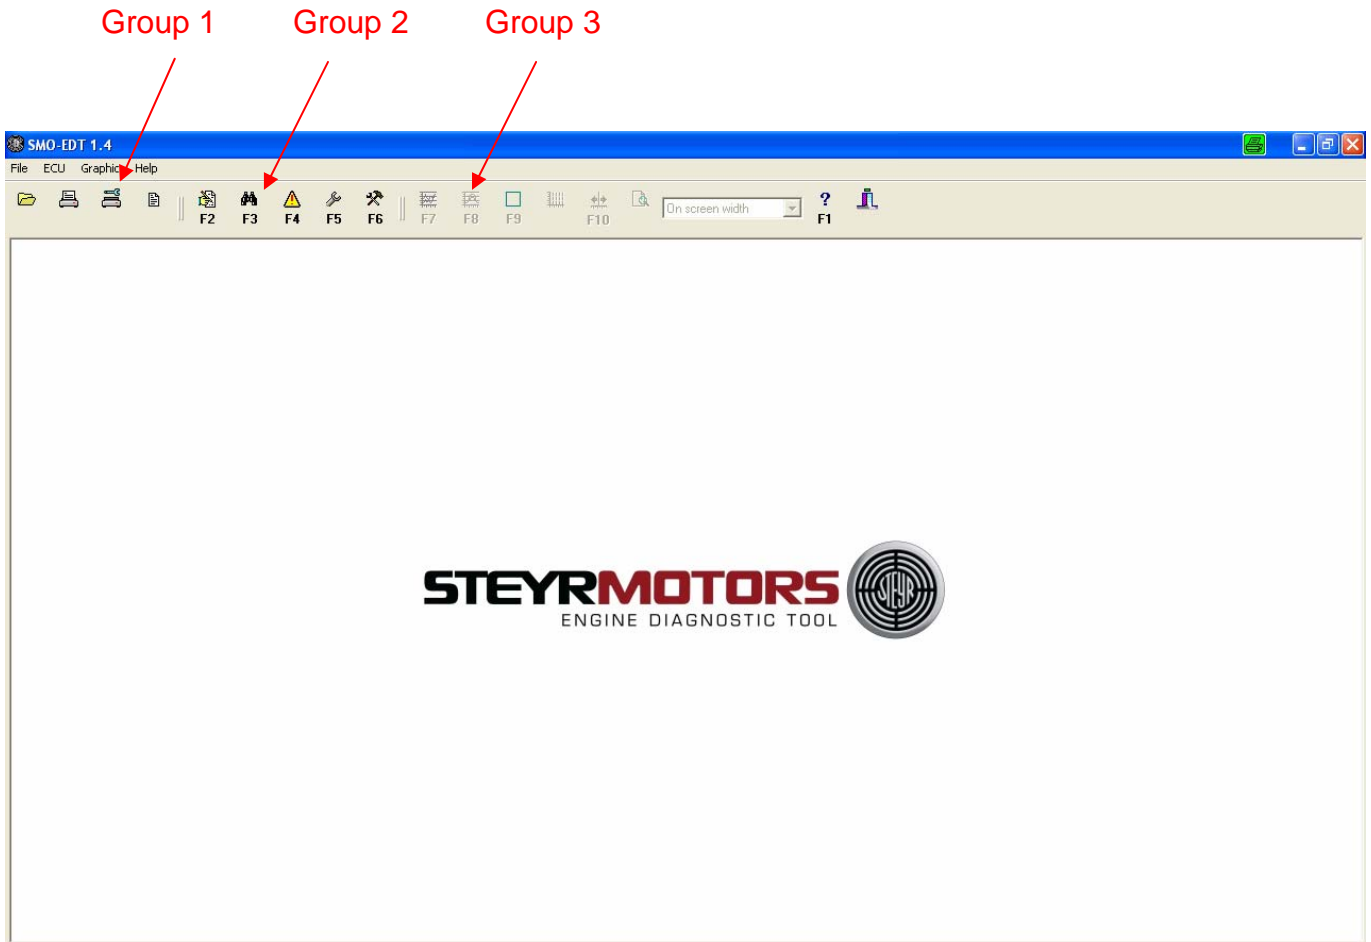 Group 1 Group 2 Group 3
SMO-EDT 1.4
File ECU Graphic Help
On screen width
F2 F3 F4 F5 F6 F7 F8 F9 F10 ? F1
STEYRMOTORS STEYR
ENGINE DIAGNOSTIC TOOL